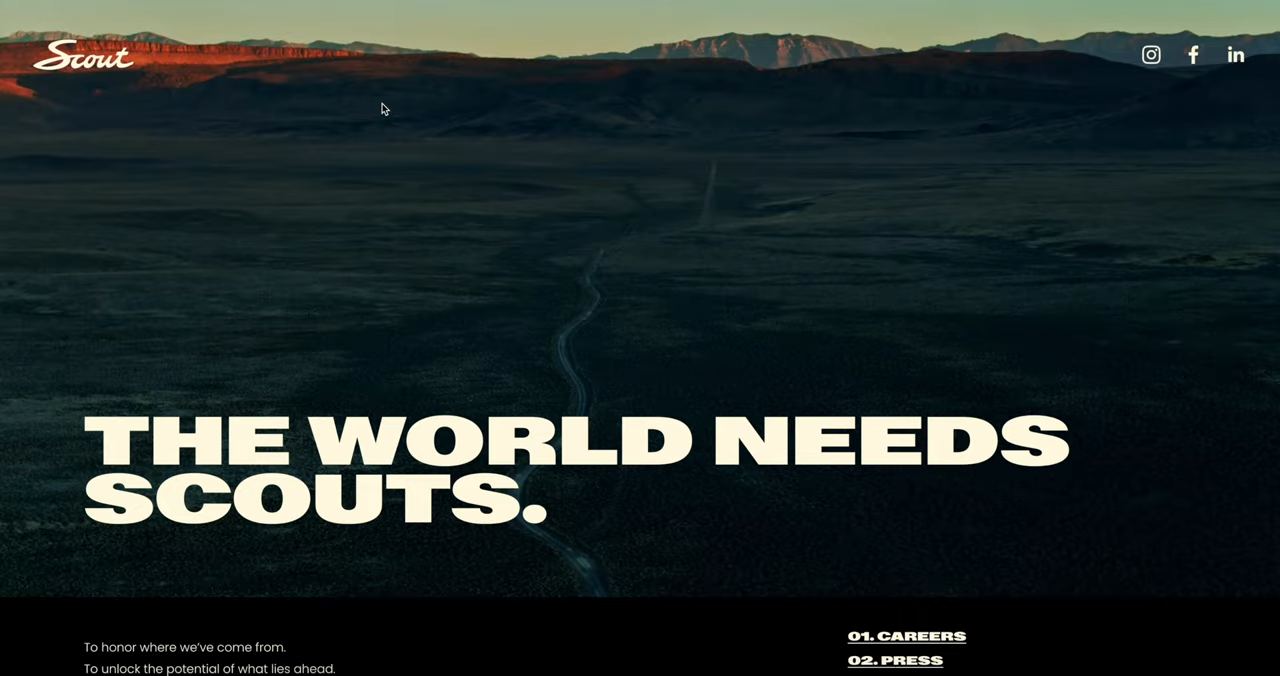 Scout
THE WORLD NEEDS
SCOUTS.
To honor where we’ve come from.
To unlock the potential of what lies ahead.
01. CAREERS
02. PRESS